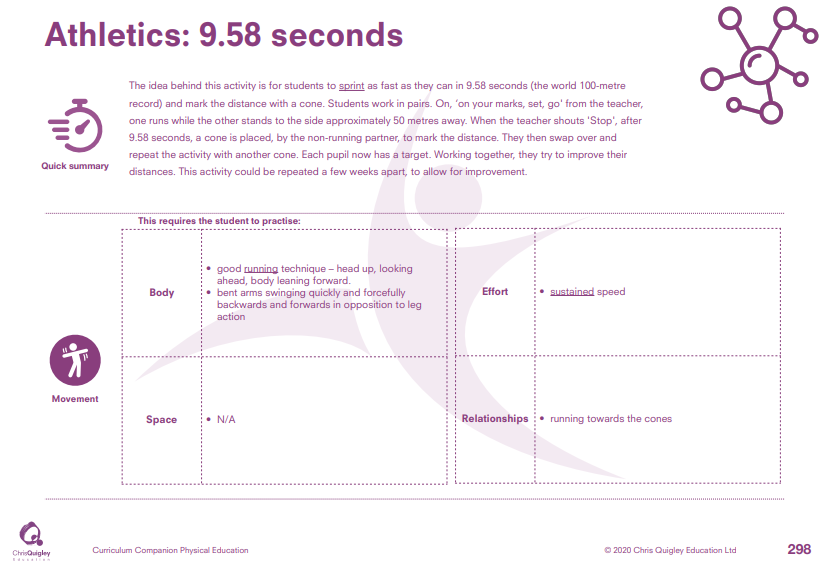 Athletics: 9.58 seconds
The idea behind this activity is for students to sprint as fast as they can in 9.58 seconds (the world 100-metre
record) and mark the distance with a cone. Students work in pairs. On, 'on your marks, set, go' from the teacher,
one runs while the other stands to the side approximately 50 metres away. When the teacher shouts 'Stop', after
9.58 seconds, a cone is placed, by the non-running partner, to mark the distance. They then swap over and
repeat the activity with another cone. Each pupil now has a target. Working together, they try to improve their
distances. This activity could be repeated a few weeks apart, to allow for improvement.
Quick summary
This requires the student to practise:
Body
• good running technique – head up, looking
ahead, body leaning forward.
• bent arms swinging quickly and forcefully
backwards and forwards in opposition to leg
action
Effort
• sustained speed
Movement
Space
• N/A
Relationships
• running towards the cones
ChrisQuigley
Education
Curriculum Companion Physical Education
© 2020 Chris Quigley Education Ltd
298